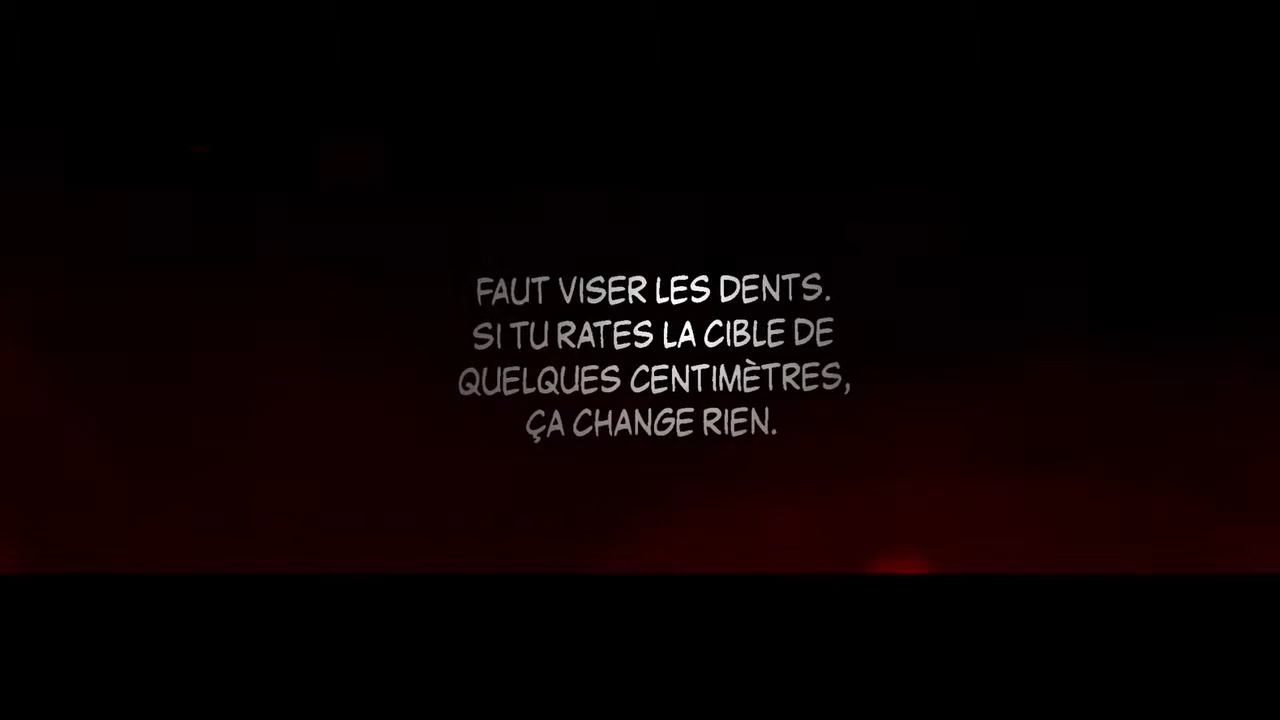 FAUT VISER LES DENTS.
SI TU RATES LA CIBLE DE
QUELQUES CENTIMÈTRES,
ÇA CHANGE RIEN.